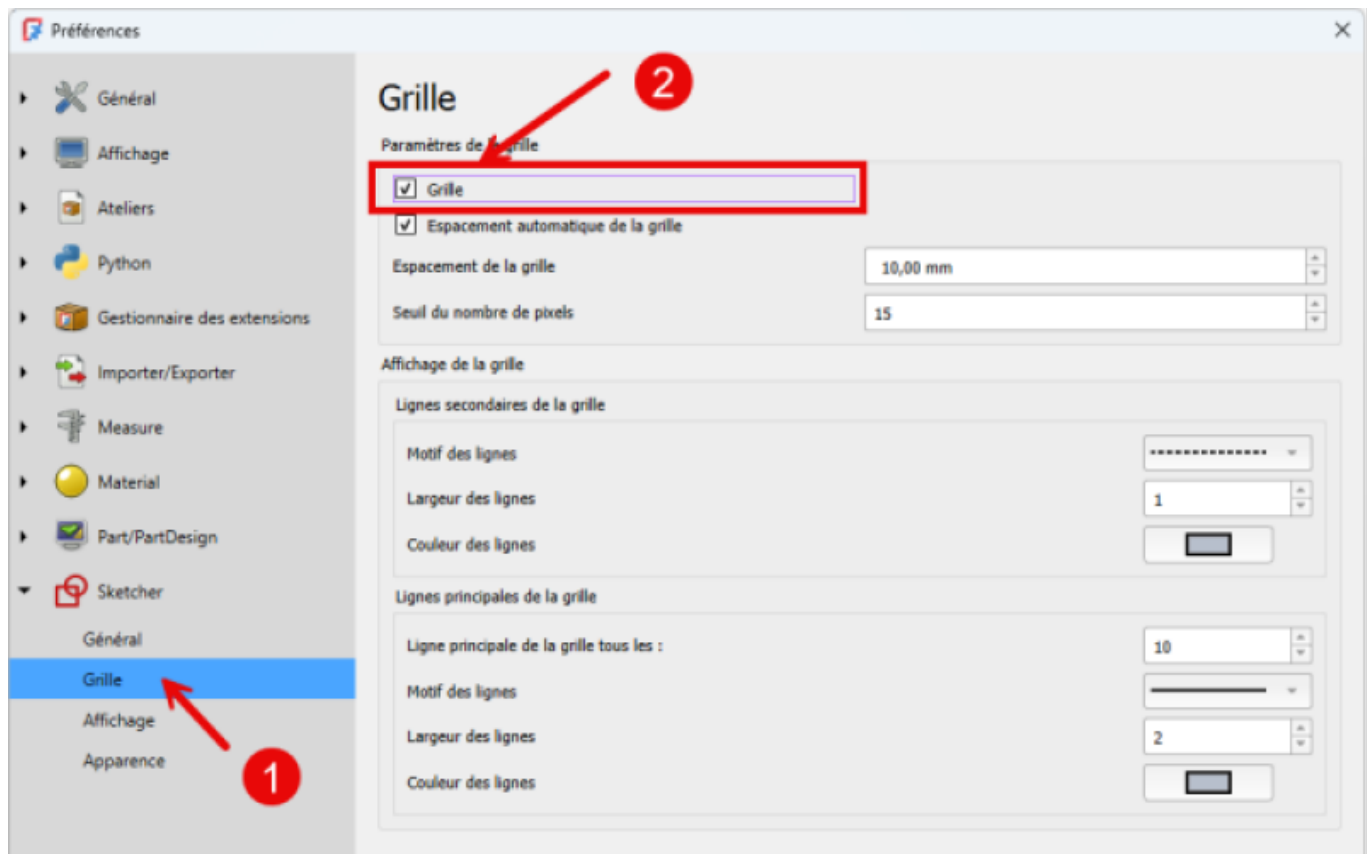 Préférences
Général
Affichage
Ateliers
Python
Gestionnaire des extensions
Importer/Exporter
Measure
Material
Part/PartDesign
Sketcher
Général
Grille
Affichage
Apparence
1
Grille
2
Paramètres de la grille
Grille
Espacement automatique de la grille
Espacement de la grille 10,00 mm
Seuil du nombre de pixels 15
Affichage de la grille
Lignes secondaires de la grille
Motif des lignes
Largeur des lignes 1
Couleur des lignes
Lignes principales de la grille
Ligne principale de la grille tous les : 10
Motif des lignes
Largeur des lignes 2
Couleur des lignes